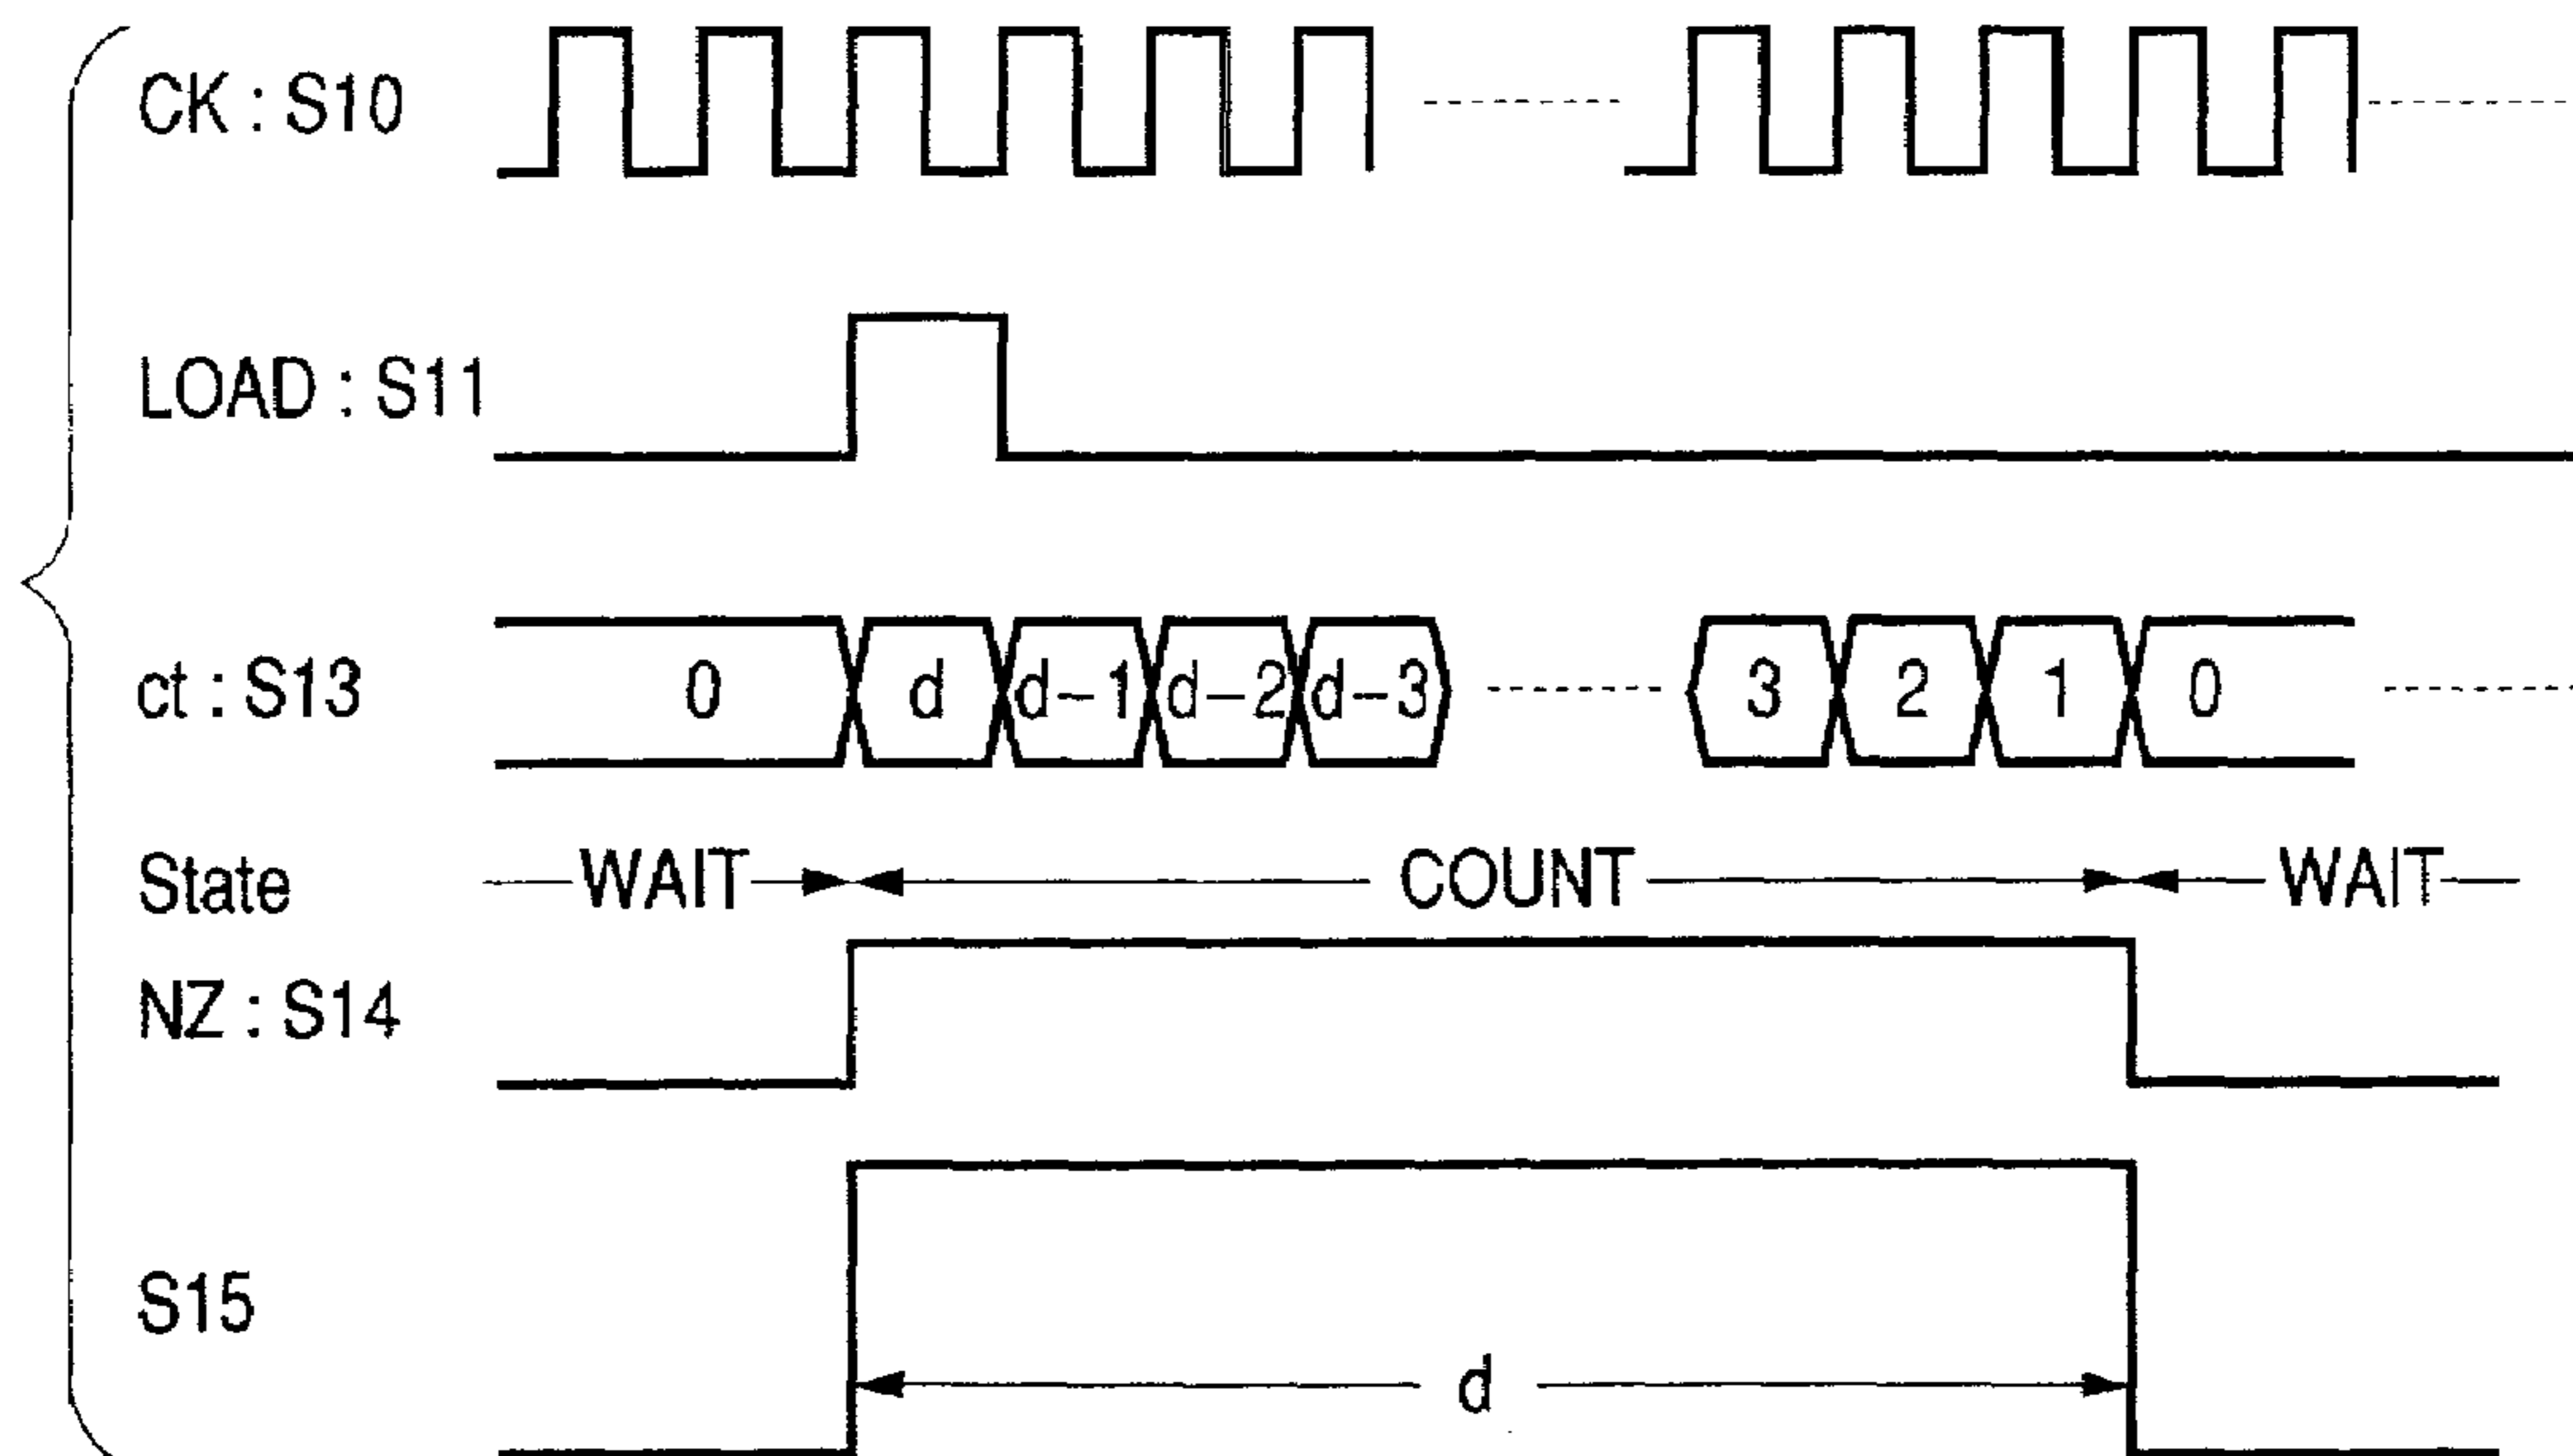 CK : S10
LOAD : S11
ct : S13 0 d d-1 d-2 d-3 3 2 1 0
State WAIT COUNT WAIT
NZ : S14
S15
d